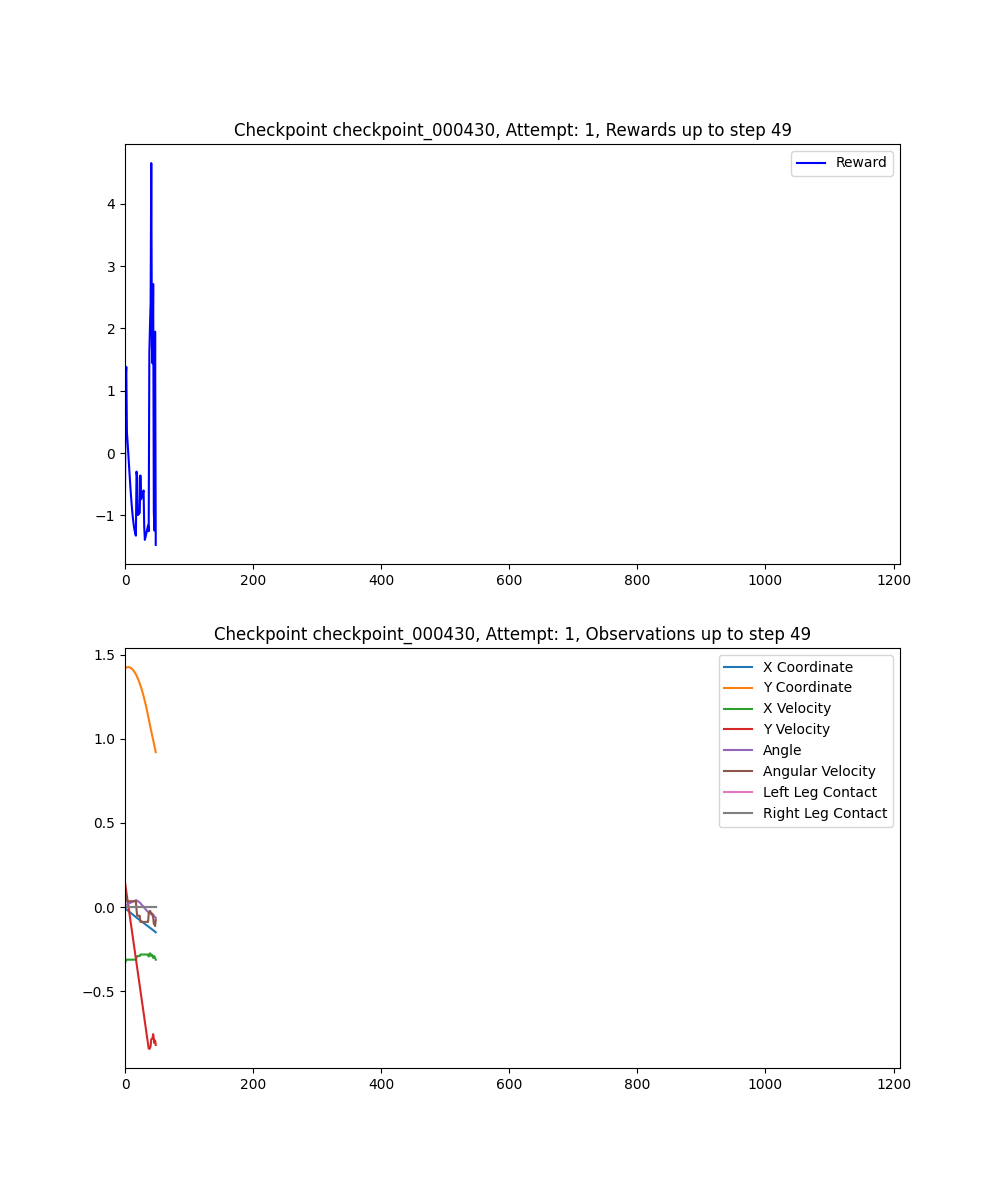 Checkpoint checkpoint_000430, Attempt: 1, Rewards up to step 49
Reward
4
3
2
1
0
−1
0 200 400 600 800 1000 1200
Checkpoint checkpoint_000430, Attempt: 1, Observations up to step 49
X Coordinate
Y Coordinate
X Velocity
Y Velocity
Angle
Angular Velocity
Left Leg Contact
Right Leg Contact
1.5
1.0
0.5
0.0
−0.5
0 200 400 600 800 1000 1200